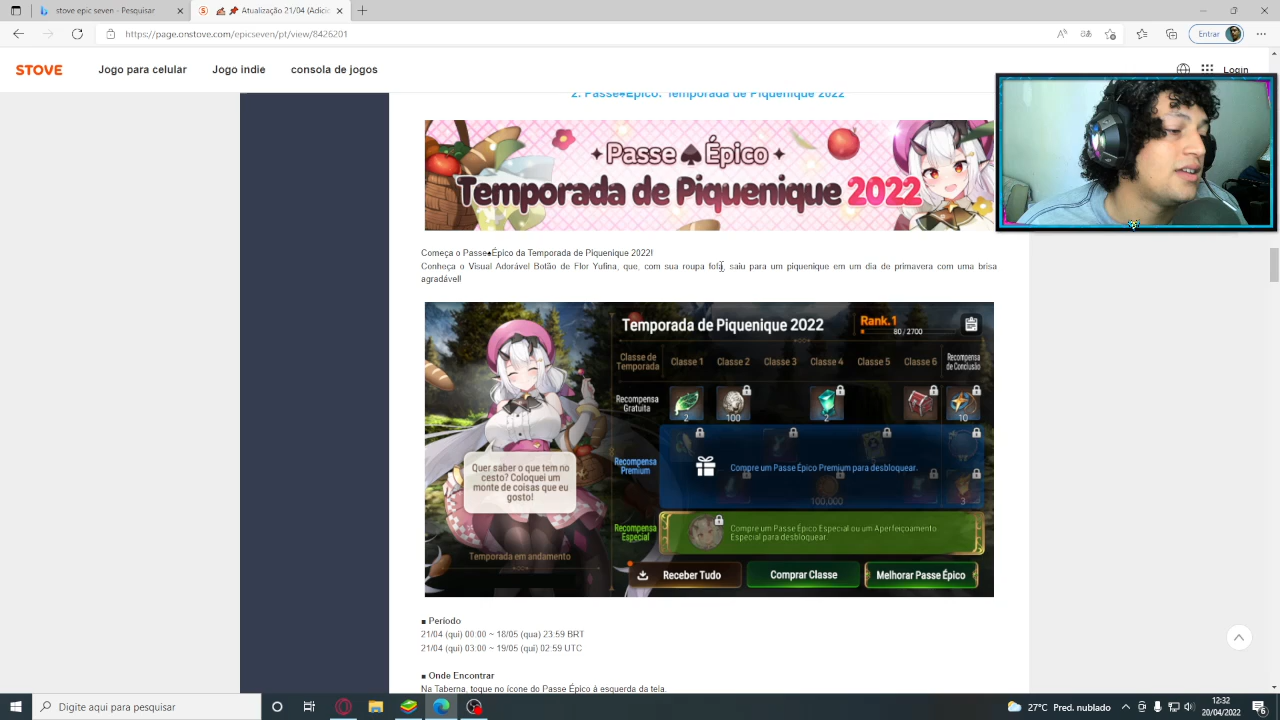 stove epic seven - Pesquisar
Atualização 21/04 (Adici
https://page.onstove.com/epicseven/pt/view/8426201
Entrar
STOVE
Jogo para celular
Jogo indie
consola de jogos
Login
2. Passe♠Épico: Temporada de Piquenique 2022
Passe♠Épico
Temporada de Piquenique 2022
Começa o Passe♠Épico da Temporada de Piquenique 2022!
Conheça o Visual Adorável Botão de Flor Yufina, que, com sua roupa fofa, saiu para um piquenique em um dia de primavera com uma brisa
agradável!
Temporada de Piquenique 2022
Rank.1
80 / 2700
Classe de
Temporada
Classe 1
Classe 2
Classe 3
Classe 4
Classe 5
Classe 6
Recompensa
de Conclusão
Recompensa
Gratuita
2
100
2
10
Recompensa
Premium
Compre um Passe Épico Premium para desbloquear.
100,000
3
Quer saber o que tem no
cesto? Coloquei um
monte de coisas que eu
gosto!
Recompensa
Especial
Compre um Passe Épico Especial ou um Aperfeiçoamento
Especial para desbloquear.
Temporada em andamento
Receber Tudo
Comprar Classe
Melhorar Passe Épico
■ Período
21/04 (qui) 00:00 ~ 18/05 (qua) 23:59 BRT
21/04 (qui) 03:00 ~ 19/05 (qui) 02:59 UTC
■ Onde Encontrar
Na Taberna, toque no ícone do Passe Épico à esquerda da tela.
Digite aqui para pesquisar
27°C
Pred. nublado
12:32
20/04/2022
6